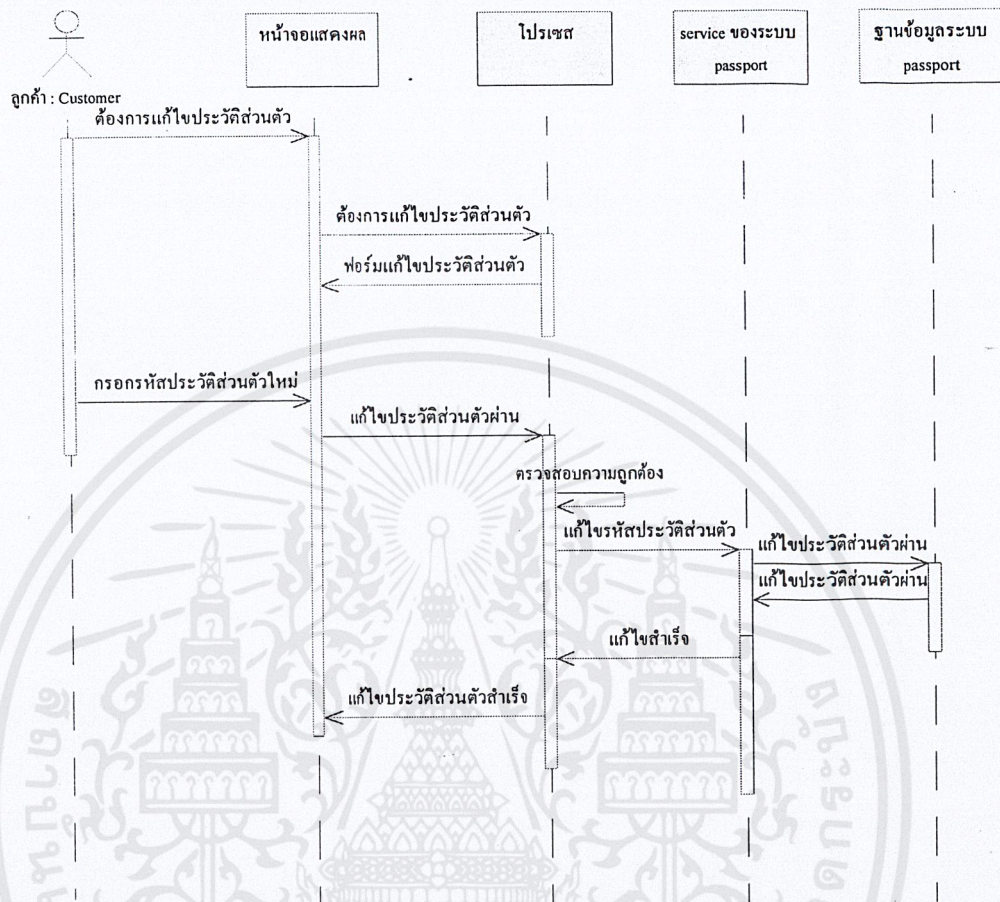 หน้าจอแสดงผล
โปรเซส
service ของระบบ
passport
ฐานข้อมูลระบบ
passport
ลูกค้า : Customer
ต้องการแก้ไขประวัติส่วนตัว
ต้องการแก้ไขประวัติส่วนตัว
ฟอร์มแก้ไขประวัติส่วนตัว
กรอกรหัสประวัติส่วนตัวใหม่
แก้ไขประวัติส่วนตัวผ่าน
ตรวจสอบความถูกต้อง
แก้ไขรหัสประวัติส่วนตัว
แก้ไขประวัติส่วนตัวผ่าน
แก้ไขประวัติส่วนตัวผ่าน
แก้ไขสำเร็จ
แก้ไขประวัติส่วนตัวสำเร็จ